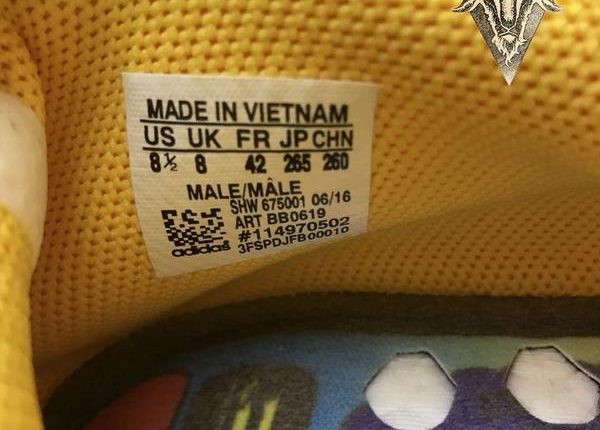 MADE IN VIETNAM
US UK FR JP CHN
8½ 8 42 265 260
MALE/MÂLE
SHW 675001 06/16
ART BB0619
#114970502
adidas 3FSPDJFB00010